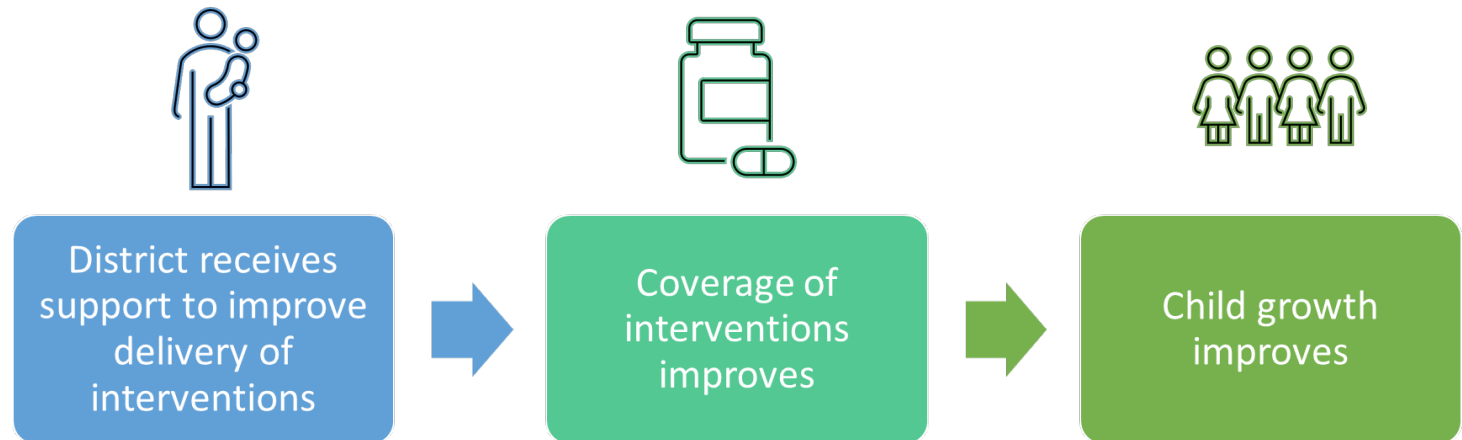 District receives
support to improve
delivery of
interventions
Coverage of
interventions
improves
Child growth
improves